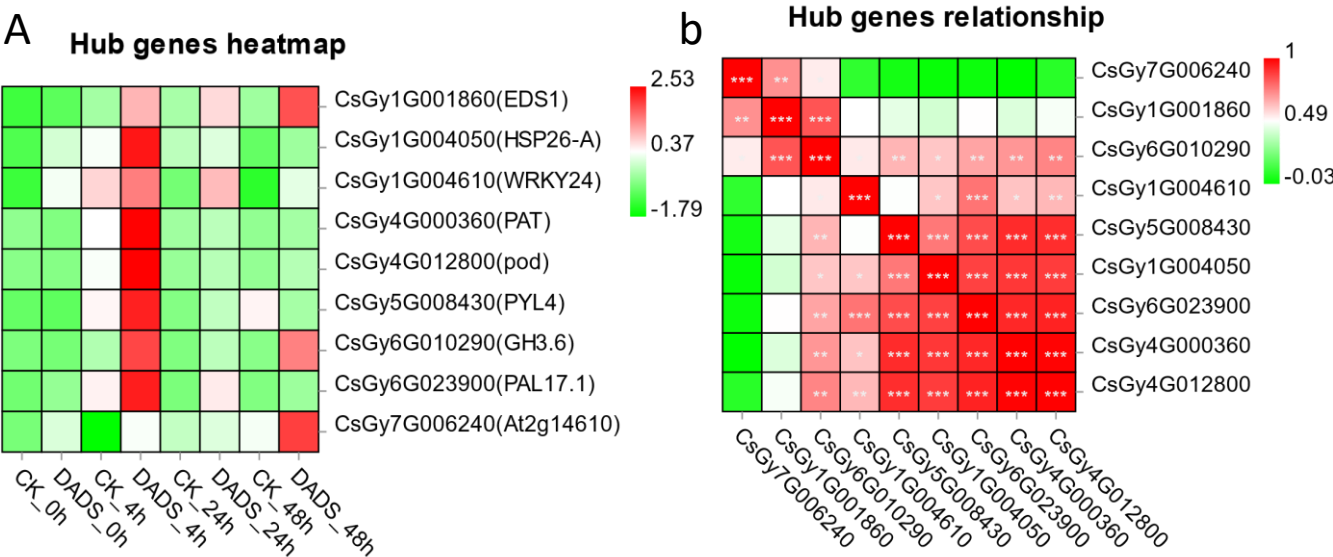 A
Hub genes heatmap
CsGy1G001860(EDS1)
CsGy1G004050(HSP26-A)
CsGy1G004610(WRKY24)
CsGy4G000360(PAT)
CsGy4G012800(pod)
CsGy5G008430(PYL4)
CsGy6G010290(GH3.6)
CsGy6G023900(PAL17.1)
CsGy7G006240(At2g14610)
CK_0h
DADS_0h
CK_4h
DADS_4h
CK_24h
DADS_24h
CK_48h
DADS_48h
2.53
0.37
-1.79
b
Hub genes relationship
*** **
** *** ***
*** *** * ** * ** ** **
*** * *** * **
** *** *** *** *** ***
* * *** *** *** *** ***
** *** *** *** *** *** ***
** * *** *** *** *** ***
** ** *** *** *** *** ***
CsGy7G006240
CsGy1G001860
CsGy6G010290
CsGy1G004610
CsGy5G008430
CsGy1G004050
CsGy6G023900
CsGy4G000360
CsGy4G012800
CsGy7G006240
CsGy1G001860
CsGy6G010290
CsGy1G004610
CsGy5G008430
CsGy1G004050
CsGy6G023900
CsGy4G000360
CsGy4G012800
1
0.49
-0.03